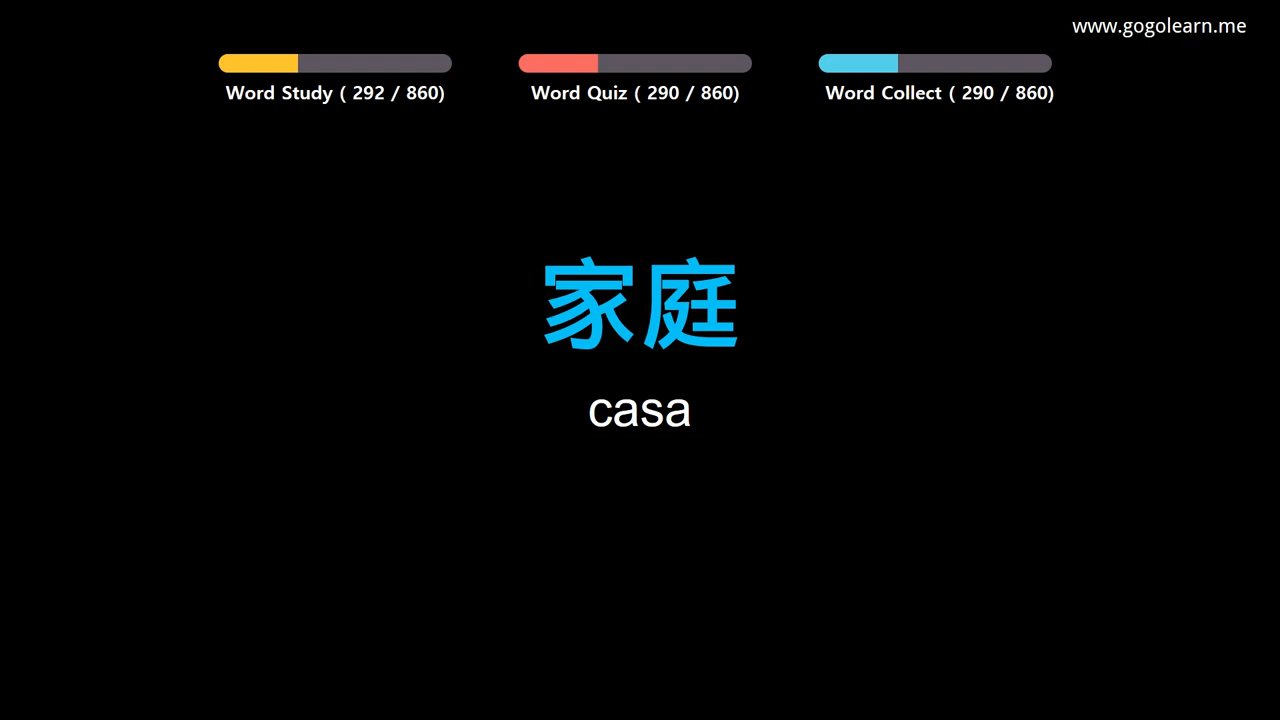 www.gogolearn.me
Word Study ( 292 / 860)
Word Quiz ( 290 / 860)
Word Collect ( 290 / 860)
家庭
casa